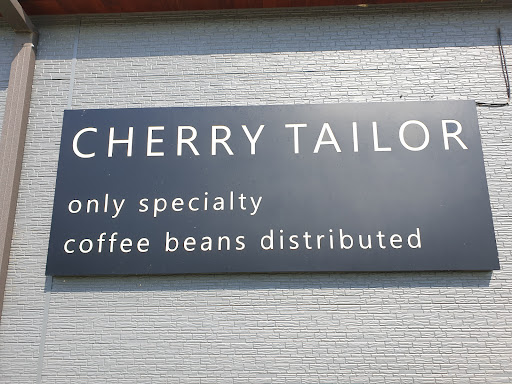 CHERRY TAILOR
only specialty
coffee beans distributed